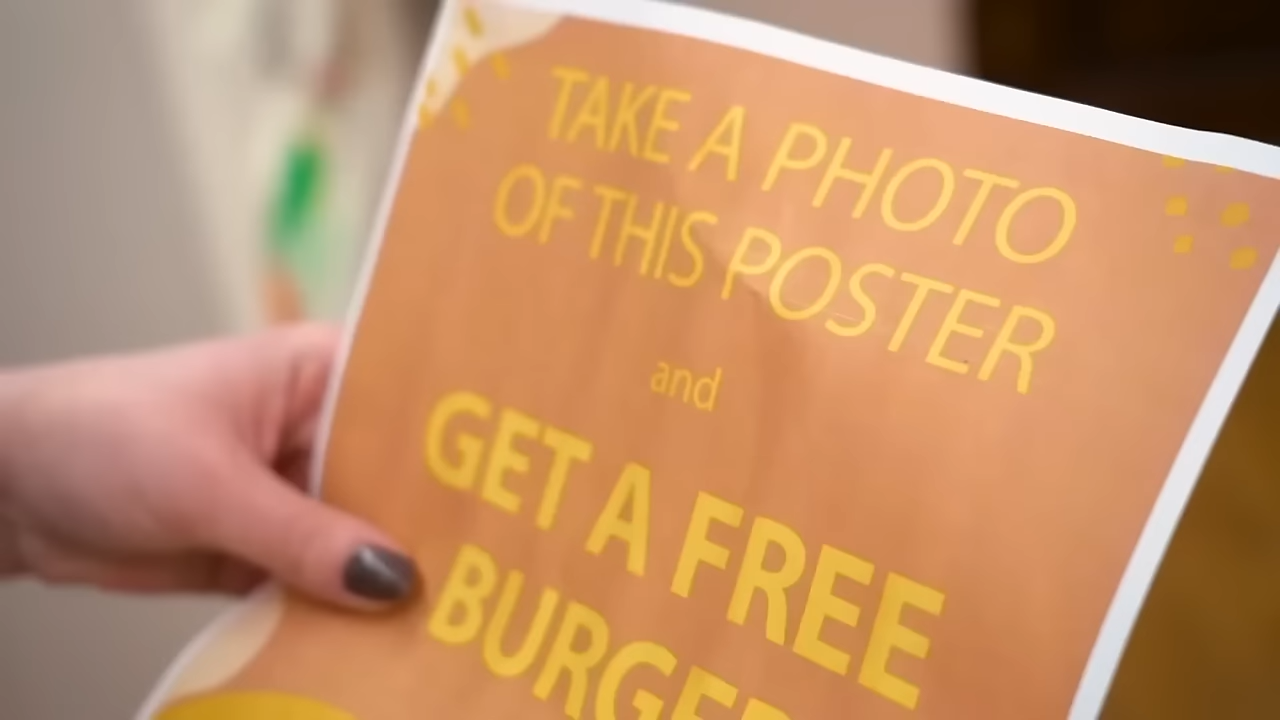 TAKE A PHOTO
OF THIS POSTER
and
GET A FREE
BURGER